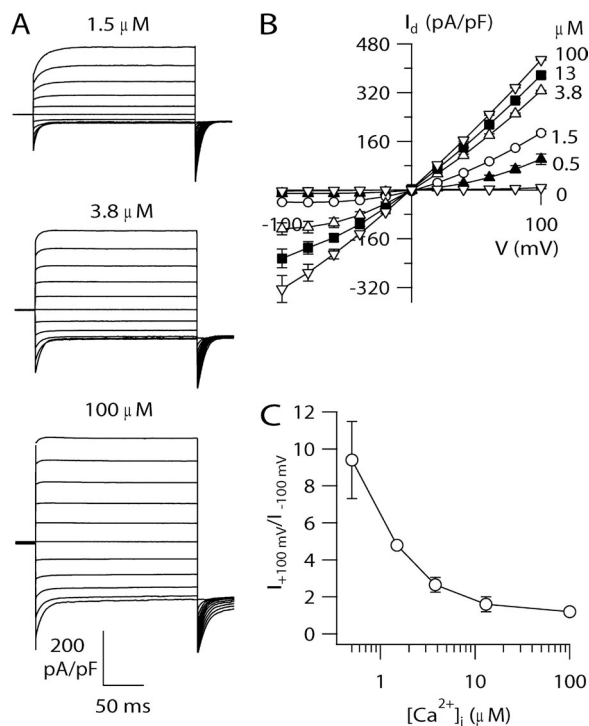 A
1.5 μM
3.8 μM
100 μM
200
pA/pF
50 ms
B
I_d (pA/pF)
μM
480
320
160
-160
-320
-100
100
V (mV)
100
13
3.8
1.5
0.5
0
C
I_{+100 mV}/I_{-100 mV}
12
10
8
6
4
2
0
1
10
100
[Ca²⁺]_i (μM)